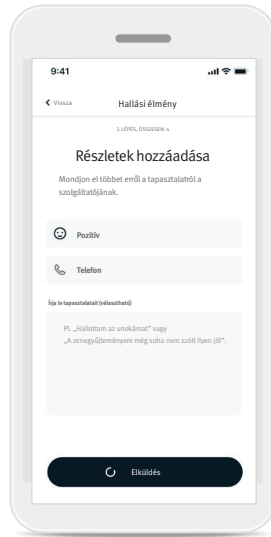 9:41
Vissza
Hallási élmény
3. LÉPÉS, ÖSSZESEN: 4
Részletek hozzáadása
Mondjon el többet erről a tapasztalatról a
szolgáltatójának.
Pozitív
Telefon
Írja le tapasztalatait (választható)
Pl. „Hallottam az unokámat” vagy
„A zenegyűjteményem még soha nem szólt ilyen jól”.
Elküldés